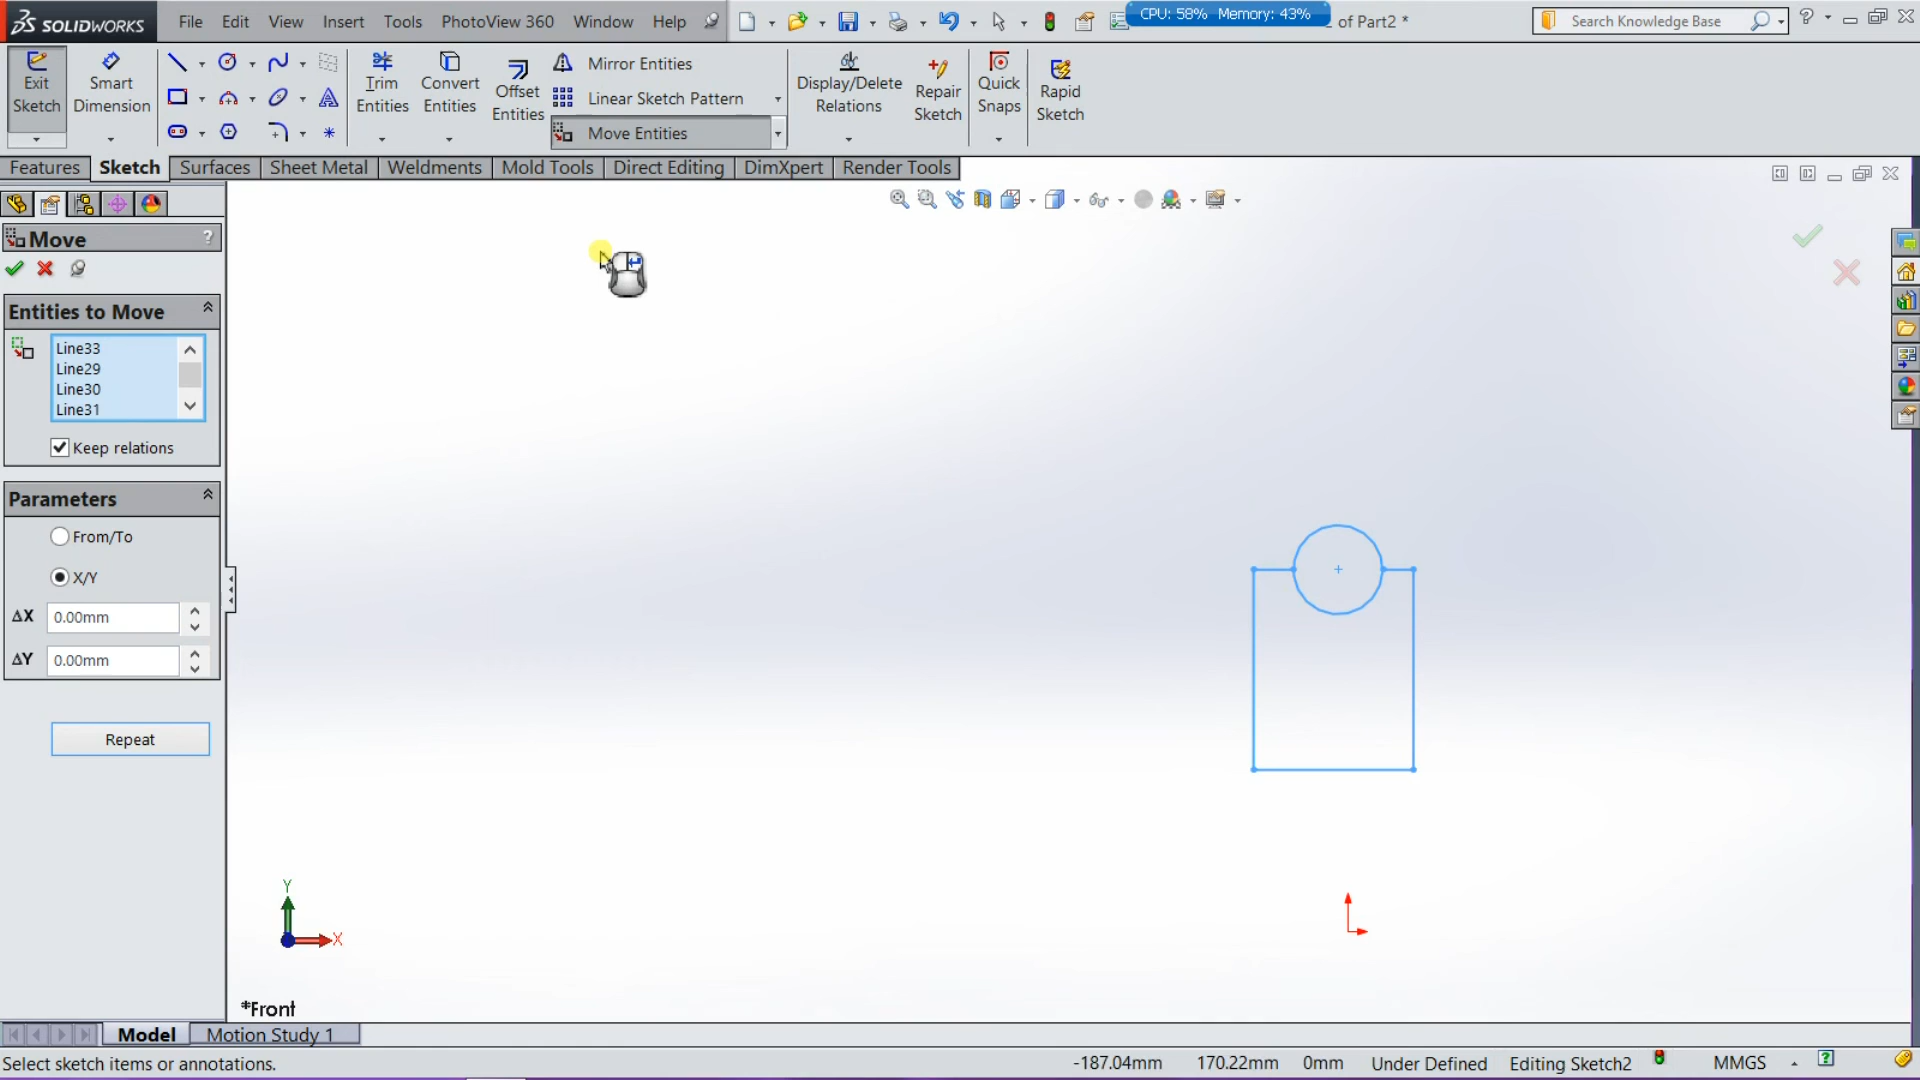 SOLIDWORKS File Edit View Insert Tools PhotoView 360 Window Help CPU: 58% Memory: 43% of Part2 * Search Knowledge Base ?
Exit Sketch
Smart Dimension
Trim Entities
Convert Entities
Offset Entities
Mirror Entities
Linear Sketch Pattern
Move Entities
Display/Delete Relations
Repair Sketch
Quick Snaps
Rapid Sketch
Features Sketch Surfaces Sheet Metal Weldments Mold Tools Direct Editing DimXpert Render Tools
Move ?
Entities to Move
Line33
Line29
Line30
Line31
Keep relations
Parameters
From/To
X/Y
ΔX 0.00mm
ΔY 0.00mm
Repeat
Y
X
*Front
Model Motion Study 1
Select sketch items or annotations. -187.04mm 170.22mm 0mm Under Defined Editing Sketch2 MMGS ?